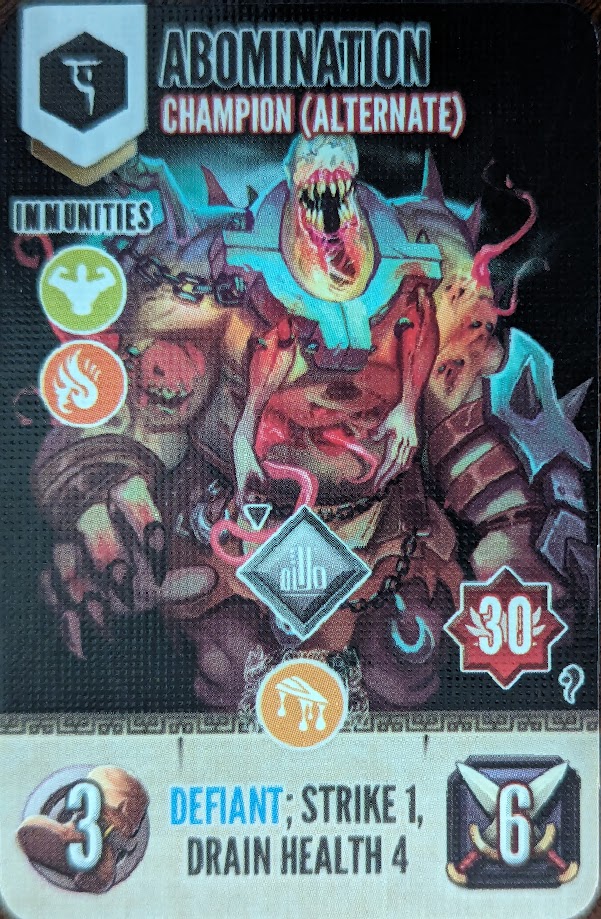 ABOMINATION
CHAMPION (ALTERNATE)
IMMUNITIES
30
3
DEFIANT; STRIKE 1,
DRAIN HEALTH 4
6